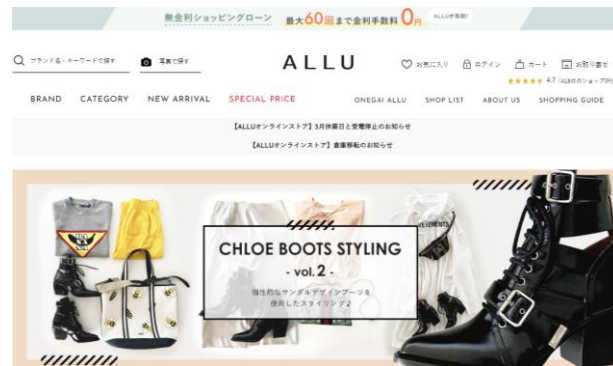 無金利ショッピングローン 最大60回まで金利手数料0円 ALLUが負担!
ブランド名・キーワードで探す 写真で探す ALLU お気に入り ログイン カート お取り寄せ
4.7
BRAND CATEGORY NEW ARRIVAL SPECIAL PRICE ONEGAI ALLU SHOP LIST ABOUT US SHOPPING GUIDE
【ALLUオンラインストア】3月休業日と受電停止のお知らせ
【ALLUオンラインストア】倉庫移転のお知らせ
VETEMENTS
CHLOE BOOTS STYLING
- vol.2 -
個性的なサンダルデザインブーツを
使用したスタイリング♪